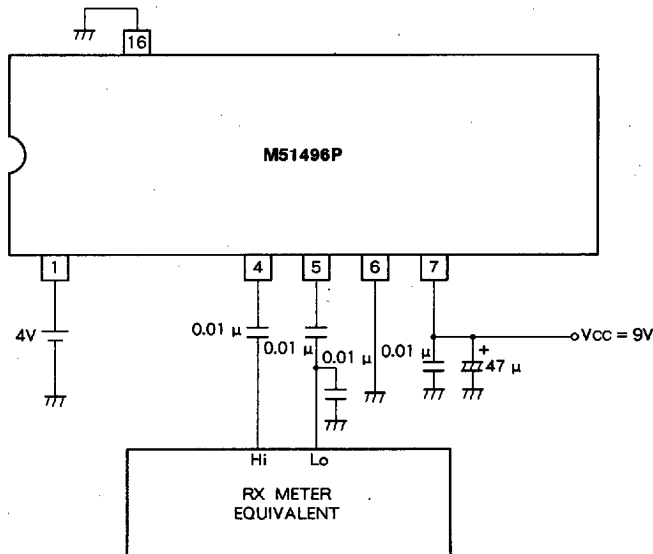 16
M51496P
1
4
5
6
7
4V
0.01 μ
0.01 μ
0.01 μ
0.01 μ
+
47 μ
VCC = 9V
Hi
Lo
RX METER
EQUIVALENT